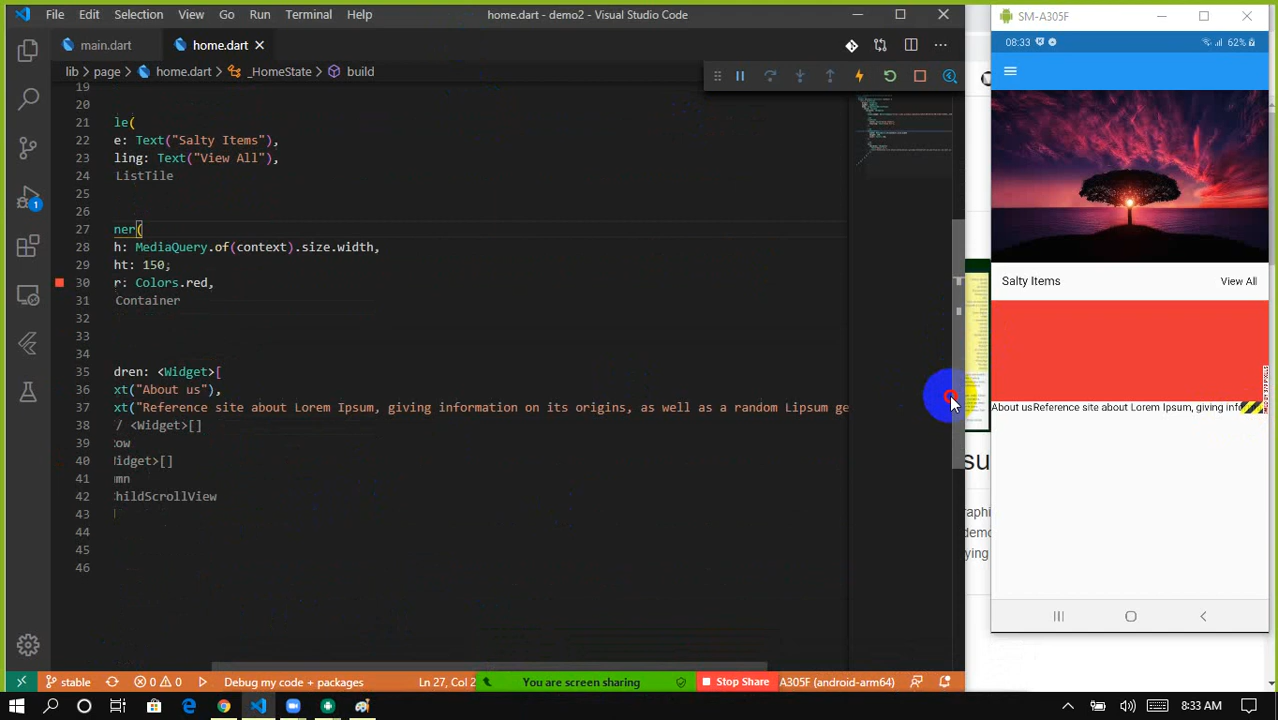 File Edit Selection View Go Run Terminal Help home.dart - demo2 - Visual Studio Code
SM-A305F
main.dart home.dart
08:33 62%
lib > page > home.dart > _HomeState > build
19
20
21 le(
22 e: Text("Salty Items"),
23 ling: Text("View All"),
24 ListTile
25
26
27 ner(
28 h: MediaQuery.of(context).size.width,
29 ht: 150,
30 r: Colors.red,
31 Container
32
33
34
35 dren: <Widget>[
36 xt("About us"),
37 xt("Reference site about Lorem Ipsum, giving information on its origins, as well as a random Lipsum ge
38 / <Widget>[]
39 ow
40 idget>[]
41 mn
42 hildScrollView
43
44
45
46
Salty Items View All
About usReference site about Lorem Ipsum, giving info
su
raphi
demo
ying
1
stable 0 0 Debug my code + packages Ln 27, Col 2 You are screen sharing Stop Share A305F (android-arm64)
8:33 AM